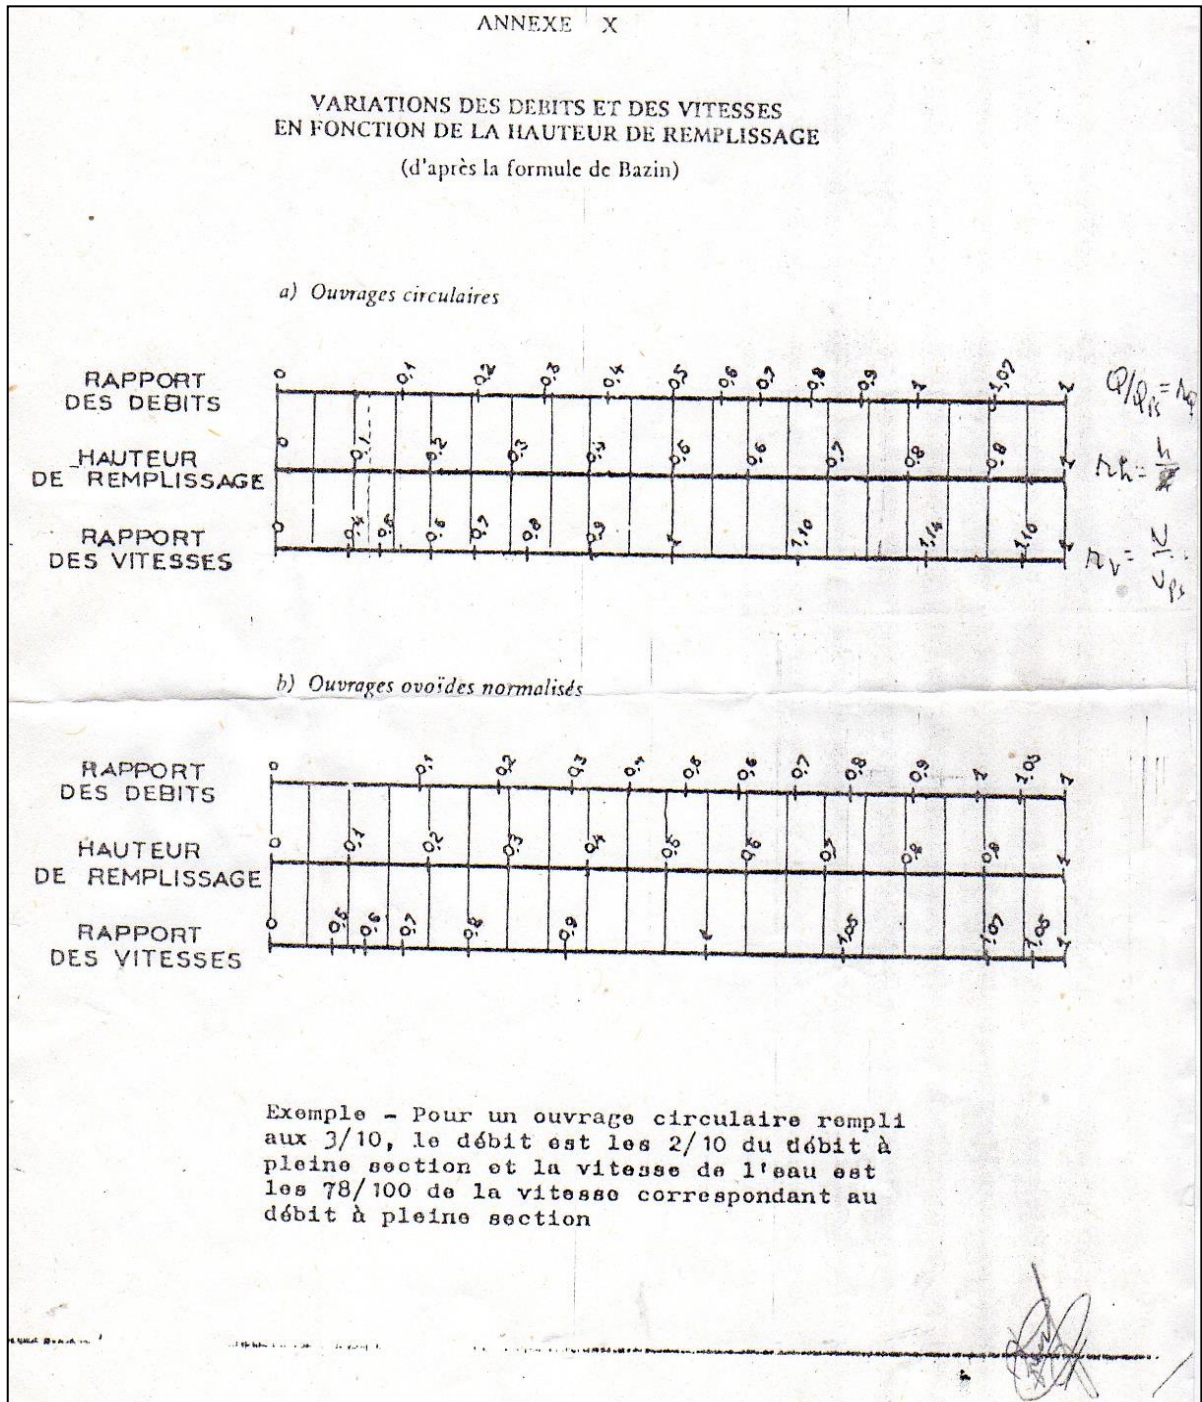 ANNEXE X
VARIATIONS DES DEBITS ET DES VITESSES
EN FONCTION DE LA HAUTEUR DE REMPLISSAGE
(d'après la formule de Bazin)
a) Ouvrages circulaires
RAPPORT
DES DEBITS
0 0,1 0,2 0,3 0,4 0,5 0,6 0,7 0,8 0,9 1 1,07 1
HAUTEUR
DE REMPLISSAGE
0 0,1 0,2 0,3 0,4 0,5 0,6 0,7 0,8 0,9 1
RAPPORT
DES VITESSES
0 0,4 0,5 0,6 0,7 0,8 0,9 1 1,10 1,14 1,10 1
b) Ouvrages ovoïdes normalisés
RAPPORT
DES DEBITS
0 0,1 0,2 0,3 0,4 0,5 0,6 0,7 0,8 0,9 1 1,03 1
HAUTEUR
DE REMPLISSAGE
0 0,1 0,2 0,3 0,4 0,5 0,6 0,7 0,8 0,9 1
RAPPORT
DES VITESSES
0 0,5 0,6 0,7 0,8 0,9 1 1,05 1,07 1,05 1
Exemple - Pour un ouvrage circulaire rempli
aux 3/10, le débit est les 2/10 du débit à
pleine section et la vitesse de l'eau est
les 78/100 de la vitesse correspondant au
débit à pleine section